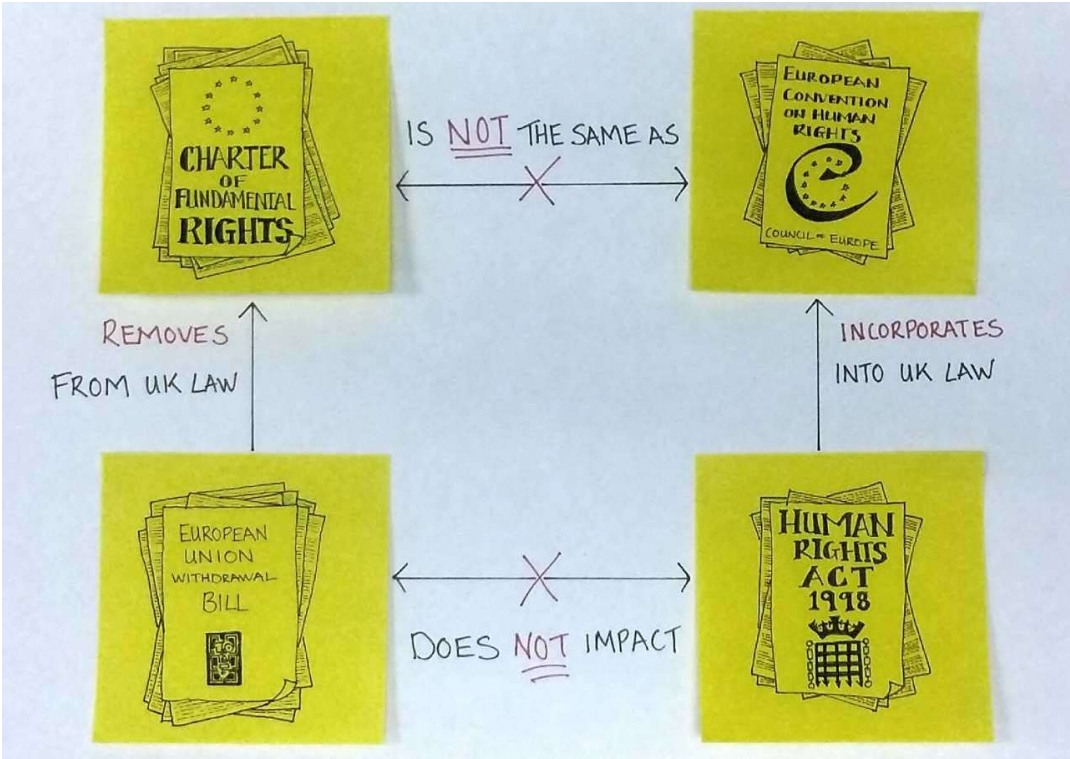 CHARTER
OF
FUNDAMENTAL
RIGHTS
IS NOT THE SAME AS
EUROPEAN
CONVENTION
ON HUMAN
RIGHTS
COUNCIL OF EUROPE
REMOVES
FROM UK LAW
INCORPORATES
INTO UK LAW
EUROPEAN
UNION
WITHDRAWAL
BILL
DOES NOT IMPACT
HUMAN
RIGHTS
ACT
1998